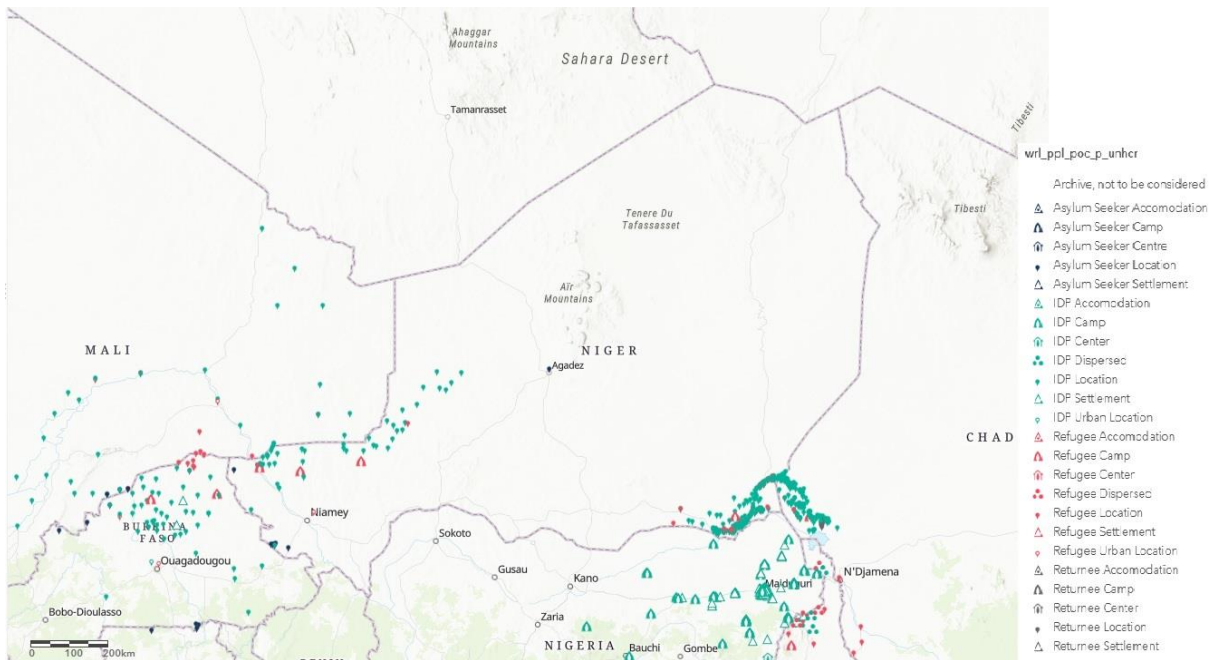 Ahaggar
Mountains
Sahara Desert
Tamanrasset
Tibesti
Tenere Du
Tafassasset
Tibesti
Aïr
Mountains
MALI
NIGER
Agadez
CHAD
Niamey
BURKINA
FASO
Sokoto
Ouagadougou
Gusau
Kano
Maiduguri
N'Djamena
Bobo-Dioulasso
Zaria
NIGERIA
Bauchi
Gombe
0 100 200km
wrl_ppl_poc_p_unhcr
Archive, not to be considered
Asylum Seeker Accomodation
Asylum Seeker Camp
Asylum Seeker Centre
Asylum Seeker Location
Asylum Seeker Settlement
IDP Accomodation
IDP Camp
IDP Center
IDP Dispersed
IDP Location
IDP Settlement
IDP Urban Location
Refugee Accomodation
Refugee Camp
Refugee Center
Refugee Dispersed
Refugee Location
Refugee Settlement
Refugee Urban Location
Returnee Accomodation
Returnee Camp
Returnee Center
Returnee Location
Returnee Settlement